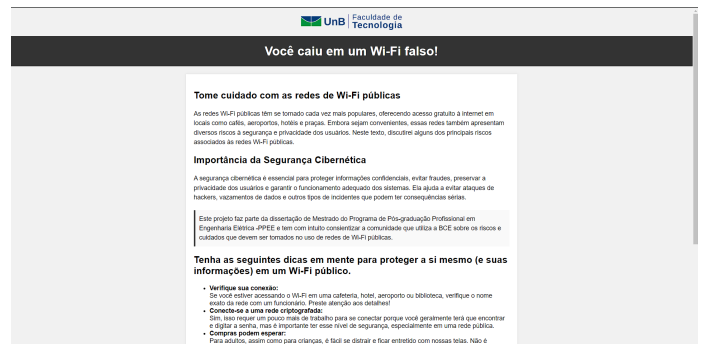 UnB
Faculdade de
Tecnologia
Você caiu em um Wi-Fi falso!
Tome cuidado com as redes de Wi-Fi públicas
As redes Wi-Fi públicas têm se tornado cada vez mais populares, oferecendo acesso gratuito à internet em
locais como cafés, aeroportos, hotéis e praças. Embora sejam convenientes, essas redes também apresentam
diversos riscos à segurança e privacidade dos usuários. Neste texto, discutirei alguns dos principais riscos
associados às redes Wi-Fi públicas.
Importância da Segurança Cibernética
A segurança cibernética é essencial para proteger informações confidenciais, evitar fraudes, preservar a
privacidade dos usuários e garantir o funcionamento adequado dos sistemas. Ela ajuda a evitar ataques de
hackers, vazamentos de dados e outros tipos de incidentes que podem ter consequências sérias.
Este projeto faz parte da dissertação de Mestrado do Programa de Pós-graduação Profissional em
Engenharia Elétrica -PPEE e tem com intuito consientizar a comunidade que utiliza a BCE sobre os riscos e
cuidados que devem ser tomados no uso de redes de Wi-Fi públicas.
Tenha as seguintes dicas em mente para proteger a si mesmo (e suas
informações) em um Wi-Fi público.
• Verifique sua conexão:
Se você estiver acessando o Wi-Fi em uma cafeteria, hotel, aeroporto ou biblioteca, verifique o nome
exato da rede com um funcionário. Preste atenção aos detalhes!
• Conecte-se a uma rede criptografada:
Sim, isso requer um pouco mais de trabalho para se conectar porque você geralmente terá que encontrar
e digitar a senha, mas é importante ter esse nível de segurança, especialmente em uma rede pública.
• Compras podem esperar:
Para adultos, assim como para crianças, é fácil se distrair e ficar entretido com nossas telas. Não é